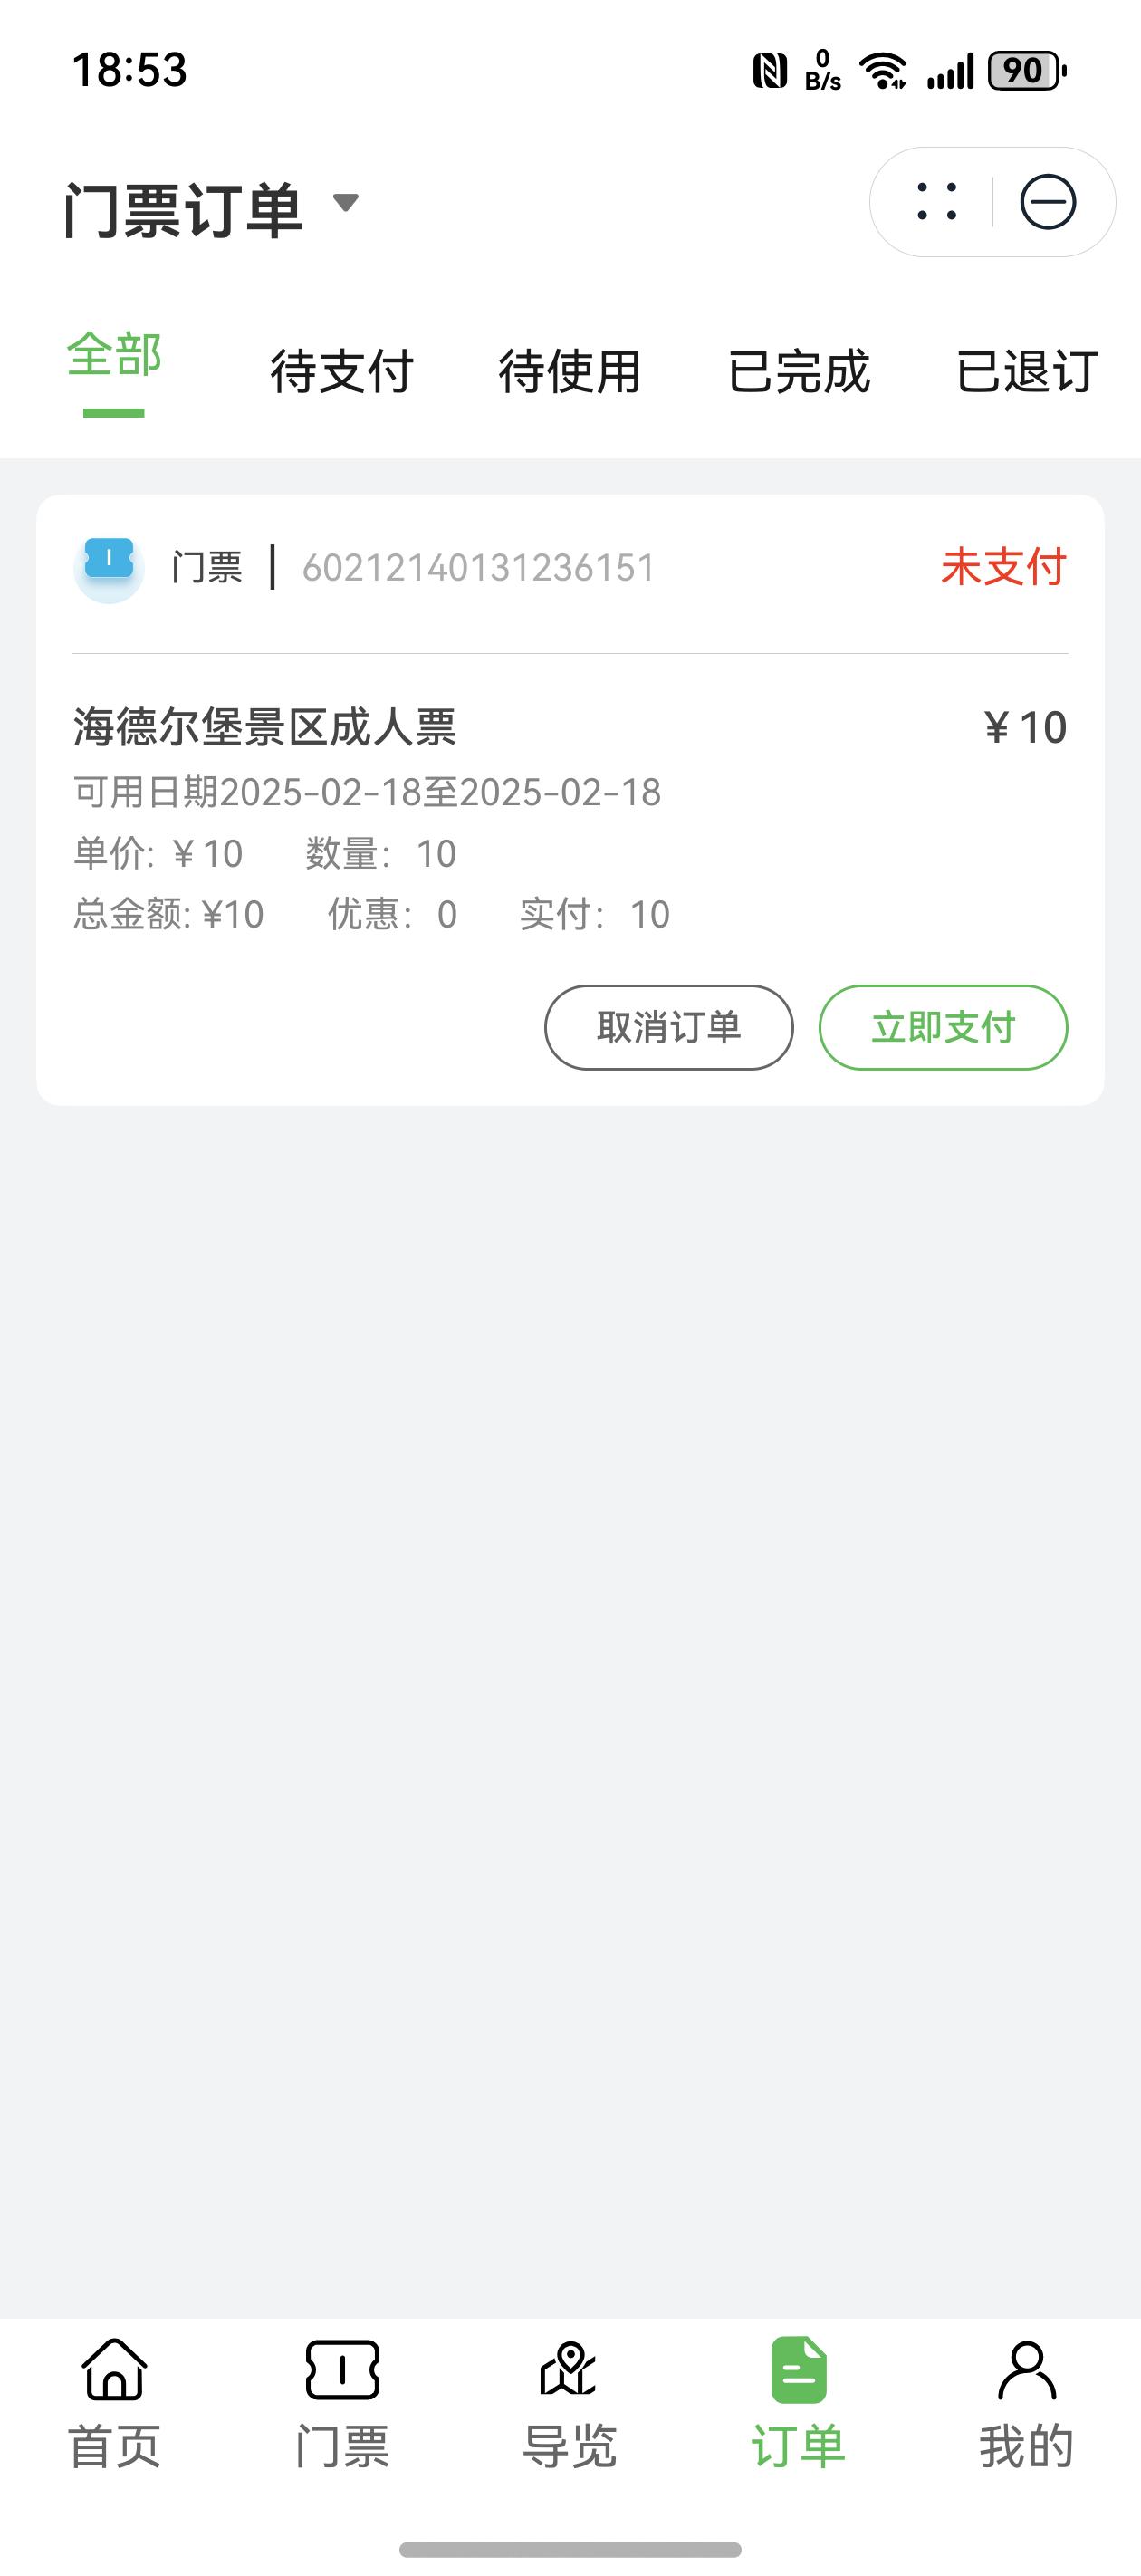 18:53
0
B/s
90
门票订单
全部 待支付 待使用 已完成 已退订
门票 60212140131236151 未支付
海德尔堡景区成人票 ¥10
可用日期2025-02-18至2025-02-18
单价: ¥10 数量: 10
总金额: ¥10 优惠: 0 实付: 10
取消订单 立即支付
首页 门票 导览 订单 我的